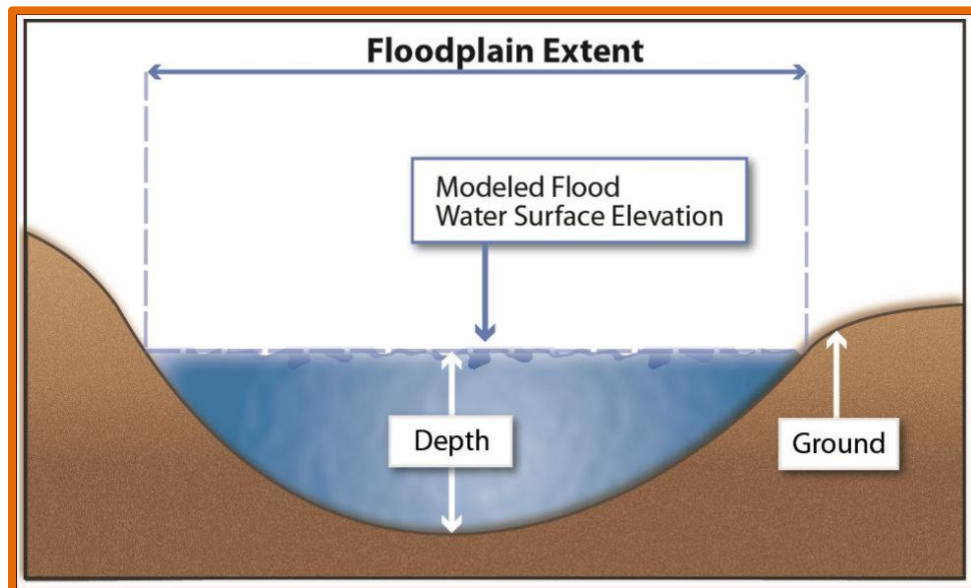 Floodplain Extent
Modeled Flood
Water Surface Elevation
Depth
Ground